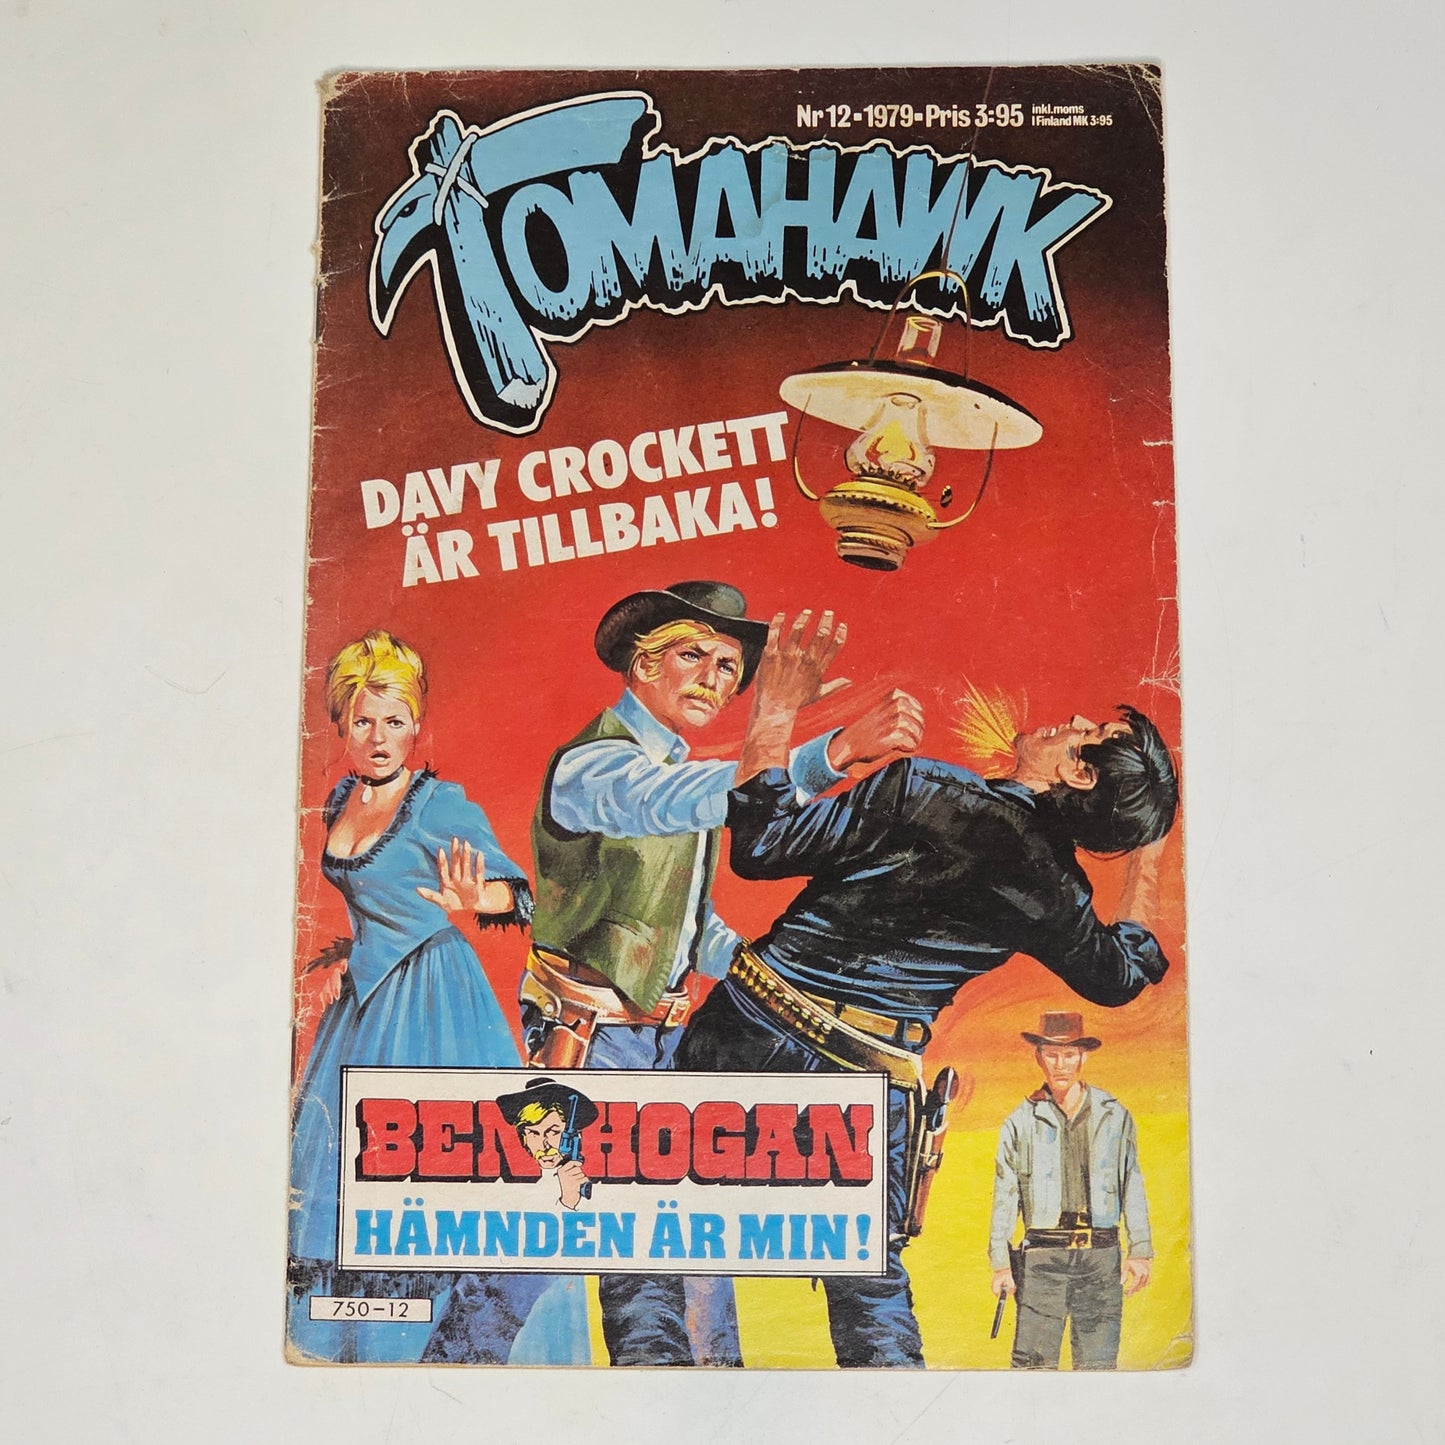 Nr 12▪1979▪Pris 3:95 inkl.moms
I Finland MK 3:95
TOMAHAWK
DAVY CROCKETT
ÄR TILLBAKA!
BEN HOGAN
HÄMNDEN ÄR MIN!
750-12